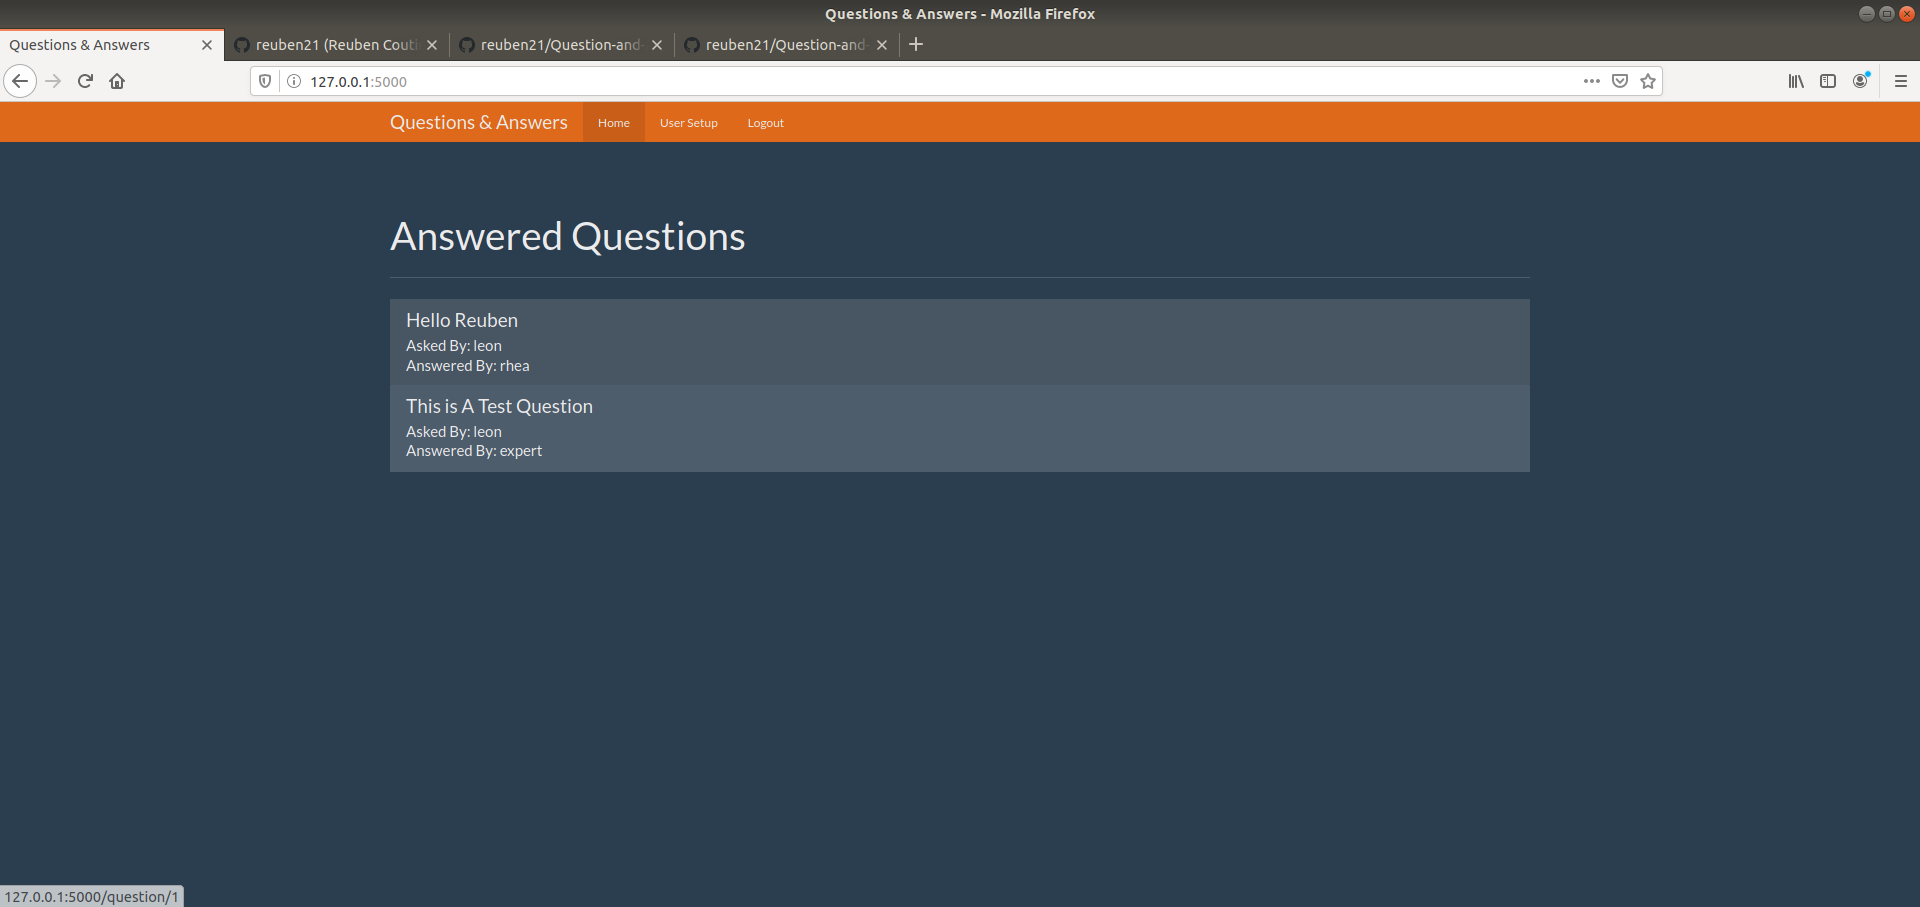 Questions & Answers - Mozilla Firefox
Questions & Answers
reuben21 (Reuben Cout
reuben21/Question-and-
reuben21/Question-and-
127.0.0.1:5000
Questions & Answers
Home
User Setup
Logout
Answered Questions
Hello Reuben
Asked By: leon
Answered By: rhea
This is A Test Question
Asked By: leon
Answered By: expert
127.0.0.1:5000/question/1